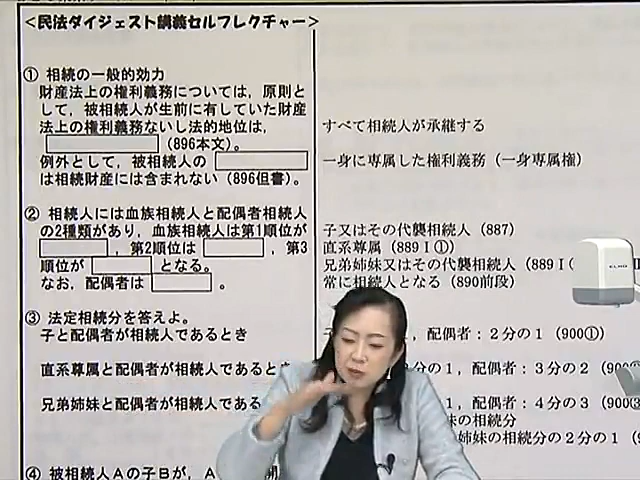 ＜民法ダイジェスト講義セルフレクチャー＞
① 相続の一般的効力
財産法上の権利義務については，原則と
して，被相続人が生前に有していた財産
法上の権利義務ないし法的地位は，
（896本文）。
例外として，被相続人の
は相続財産には含まれない（896但書）。
すべて相続人が承継する
一身に専属した権利義務（一身専属権）
② 相続人には血族相続人と配偶者相続人
の2種類があり，血族相続人は第1順位が
，第2順位は ，第3
順位が となる。
なお，配偶者は 。
子又はその代襲相続人（887）
直系尊属（889Ⅰ①）
兄弟姉妹又はその代襲相続人（889Ⅰ
常に相続人となる（890前段）
③ 法定相続分を答えよ。
子と配偶者が相続人であるとき
直系尊属と配偶者が相続人であると
兄弟姉妹と配偶者が相続人である
，配偶者：２分の１（900①）
の１，配偶者：３分の２（900
１，配偶者：４分の３（900
妹の相続分
姉妹の相続分の２分の１（
④ 被相続人Ａの子Ｂが，Ａ
開
ELMO